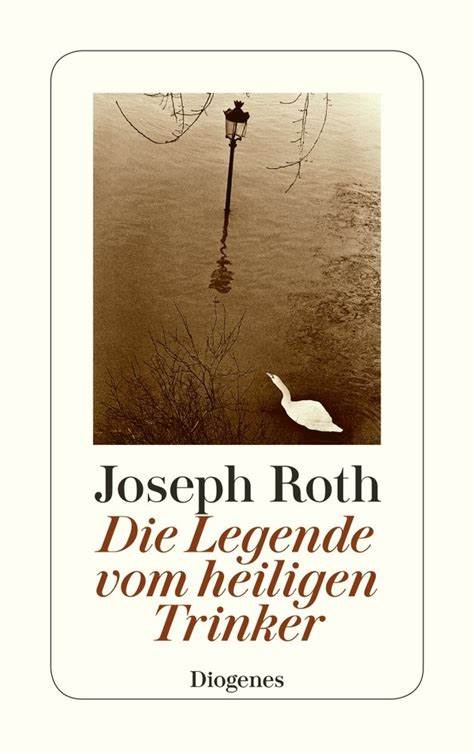 Joseph Roth
Die Legende
vom heiligen
Trinker
Diogenes